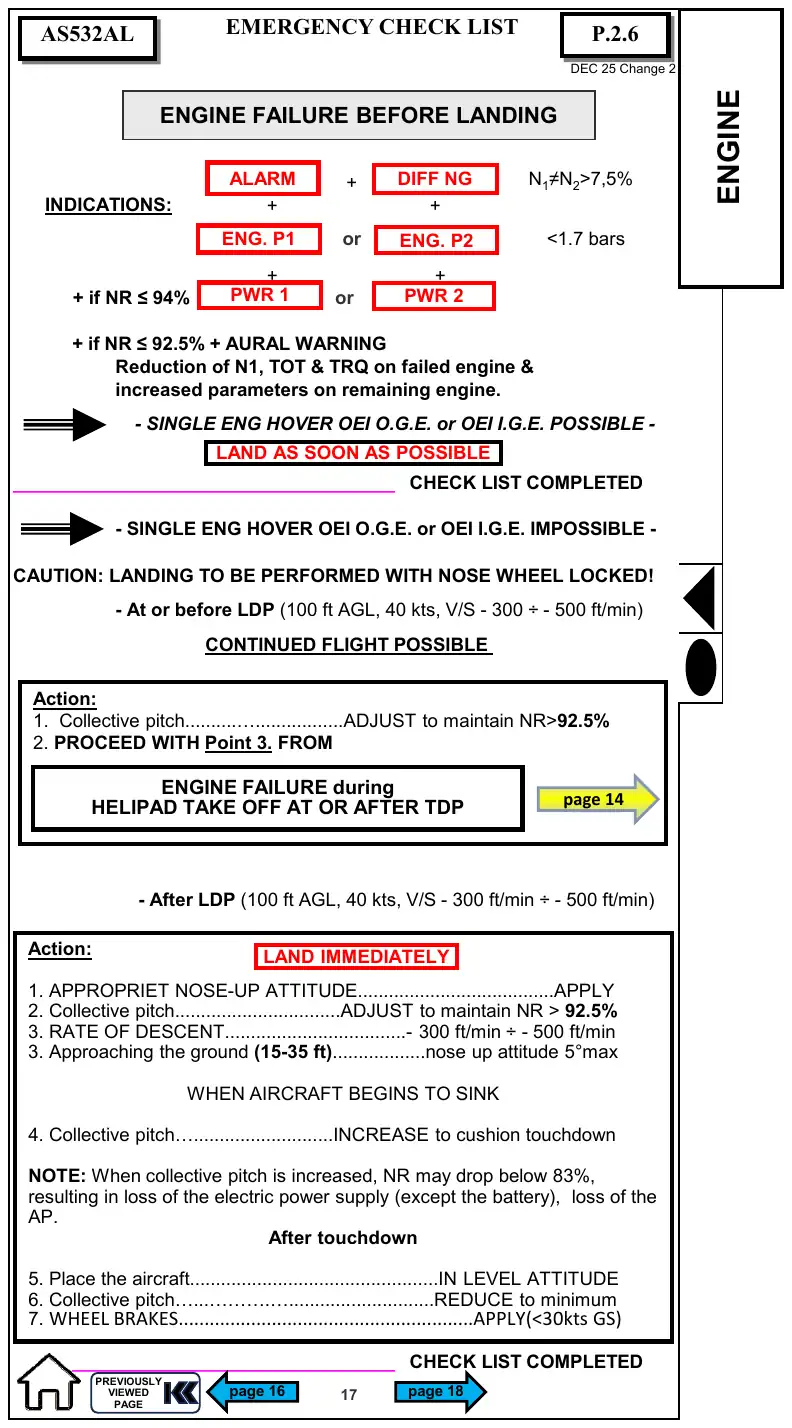 AS532AL
EMERGENCY CHECK LIST
P.2.6
DEC 25 Change 2
ENGINE
ENGINE FAILURE BEFORE LANDING
ALARM + DIFF NG N1≠N2>7,5%
INDICATIONS: + +
ENG. P1 or ENG. P2 <1.7 bars
+ +
+ if NR ≤ 94% PWR 1 or PWR 2
+ if NR ≤ 92.5% + AURAL WARNING
Reduction of N1, TOT & TRQ on failed engine &
increased parameters on remaining engine.
- SINGLE ENG HOVER OEI O.G.E. or OEI I.G.E. POSSIBLE -
LAND AS SOON AS POSSIBLE
CHECK LIST COMPLETED
- SINGLE ENG HOVER OEI O.G.E. or OEI I.G.E. IMPOSSIBLE -
CAUTION: LANDING TO BE PERFORMED WITH NOSE WHEEL LOCKED!
- At or before LDP (100 ft AGL, 40 kts, V/S - 300 ÷ - 500 ft/min)
CONTINUED FLIGHT POSSIBLE
Action:
1. Collective pitch..........…................ADJUST to maintain NR>92.5%
2. PROCEED WITH Point 3. FROM
ENGINE FAILURE during
HELIPAD TAKE OFF AT OR AFTER TDP
page 14
- After LDP (100 ft AGL, 40 kts, V/S - 300 ft/min ÷ - 500 ft/min)
Action:
LAND IMMEDIATELY
1. APPROPRIET NOSE-UP ATTITUDE......................................APPLY
2. Collective pitch................................ADJUST to maintain NR > 92.5%
3. RATE OF DESCENT...................................- 300 ft/min ÷ - 500 ft/min
3. Approaching the ground (15-35 ft)..................nose up attitude 5°max
WHEN AIRCRAFT BEGINS TO SINK
4. Collective pitch…...........................INCREASE to cushion touchdown
NOTE: When collective pitch is increased, NR may drop below 83%,
resulting in loss of the electric power supply (except the battery), loss of the
AP.
After touchdown
5. Place the aircraft................................................IN LEVEL ATTITUDE
6. Collective pitch…..……….…............................REDUCE to minimum
7. WHEEL BRAKES.........................................................APPLY(<30kts GS)
CHECK LIST COMPLETED
PREVIOUSLY
VIEWED
PAGE
page 16
17
page 18